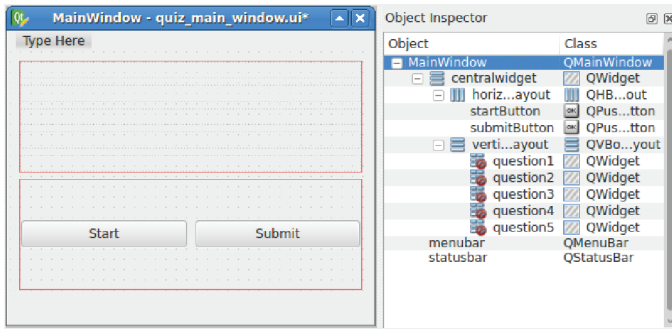 MainWindow - quiz_main_window.ui*
Type Here
Start
Submit
Object Inspector
Object Class
MainWindow QMainWindow
centralwidget QWidget
horiz...ayout QHB...out
startButton QPus...tton
submitButton QPus...tton
verti...ayout QVBo...yout
question1 QWidget
question2 QWidget
question3 QWidget
question4 QWidget
question5 QWidget
menubar QMenuBar
statusbar QStatusBar